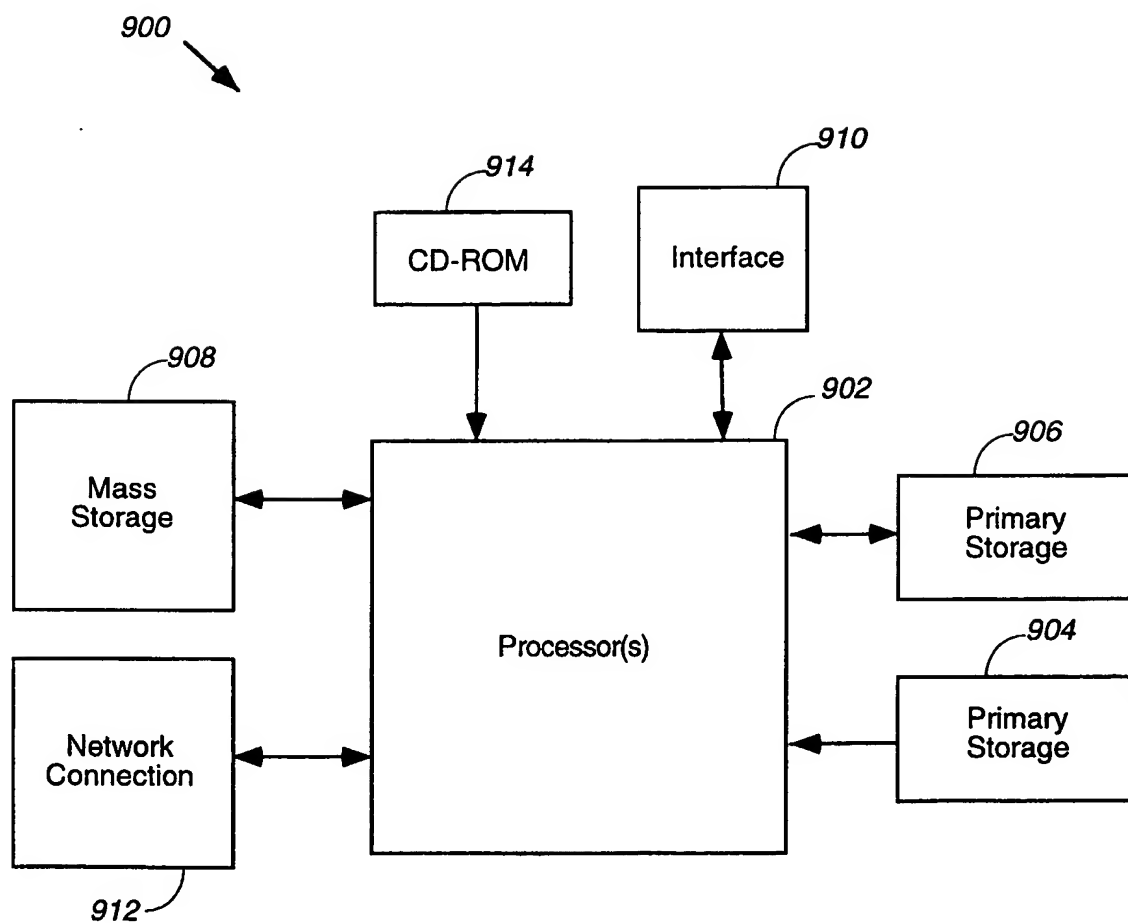 900
910
914
CD-ROM
Interface
908
902
906
Mass
Storage
Primary
Storage
Processor(s)
904
Network
Connection
Primary
Storage
912